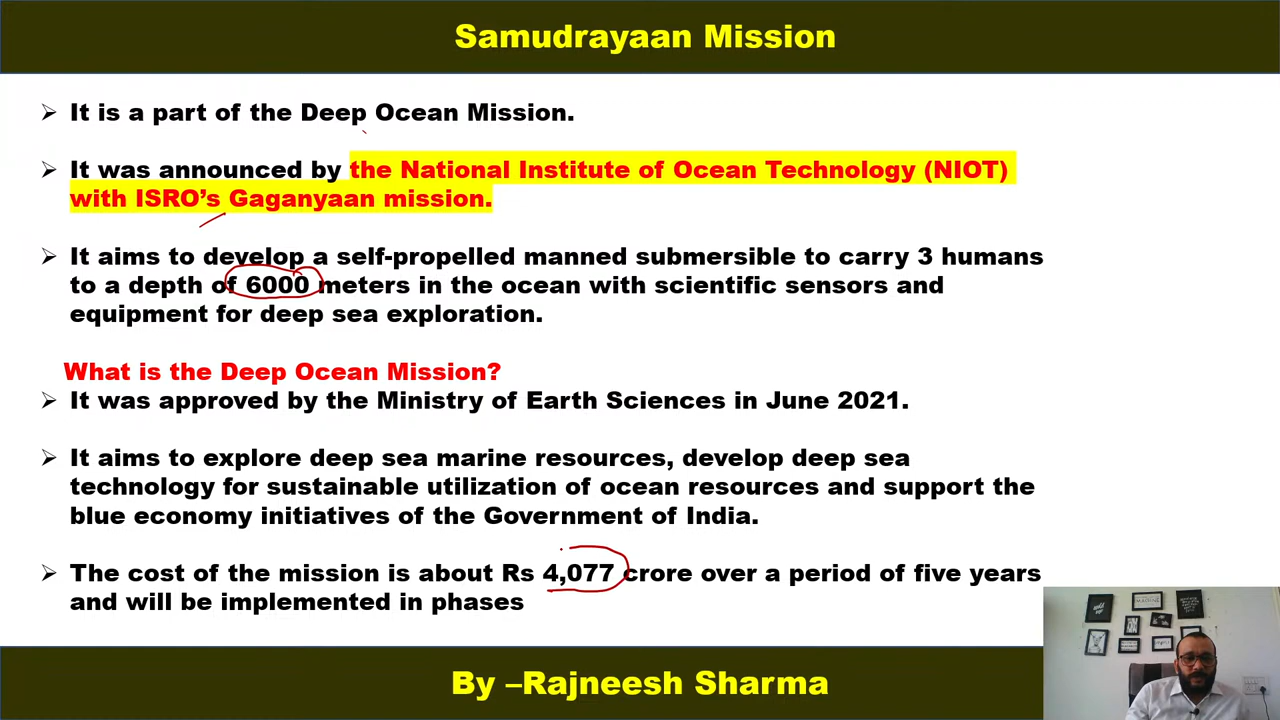 Samudrayaan Mission
It is a part of the Deep Ocean Mission.
It was announced by the National Institute of Ocean Technology (NIOT)
with ISRO’s Gaganyaan mission.
It aims to develop a self-propelled manned submersible to carry 3 humans
to a depth of 6000 meters in the ocean with scientific sensors and
equipment for deep sea exploration.
What is the Deep Ocean Mission?
It was approved by the Ministry of Earth Sciences in June 2021.
It aims to explore deep sea marine resources, develop deep sea
technology for sustainable utilization of ocean resources and support the
blue economy initiatives of the Government of India.
The cost of the mission is about Rs 4,077 crore over a period of five years
and will be implemented in phases
By –Rajneesh Sharma